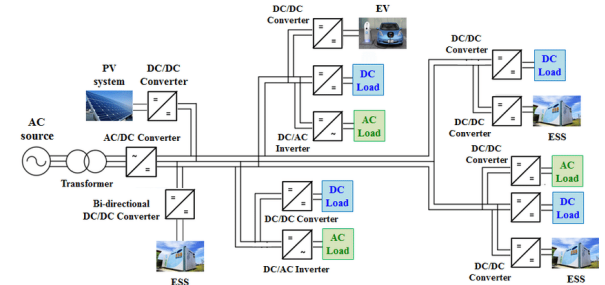 DC/DC
Converter
EV
PV
system
DC/DC
Converter
DC
Load
DC/AC
Inverter
AC
Load
AC
source
Transformer
AC/DC Converter
Bi-directional
DC/DC Converter
ESS
DC
Load
DC/DC Converter
AC
Load
DC/AC Inverter
DC/DC
Converter
DC
Load
DC/DC
Converter
ESS
DC/DC
Converter
AC
Load
DC
Load
DC/DC
Converter
ESS